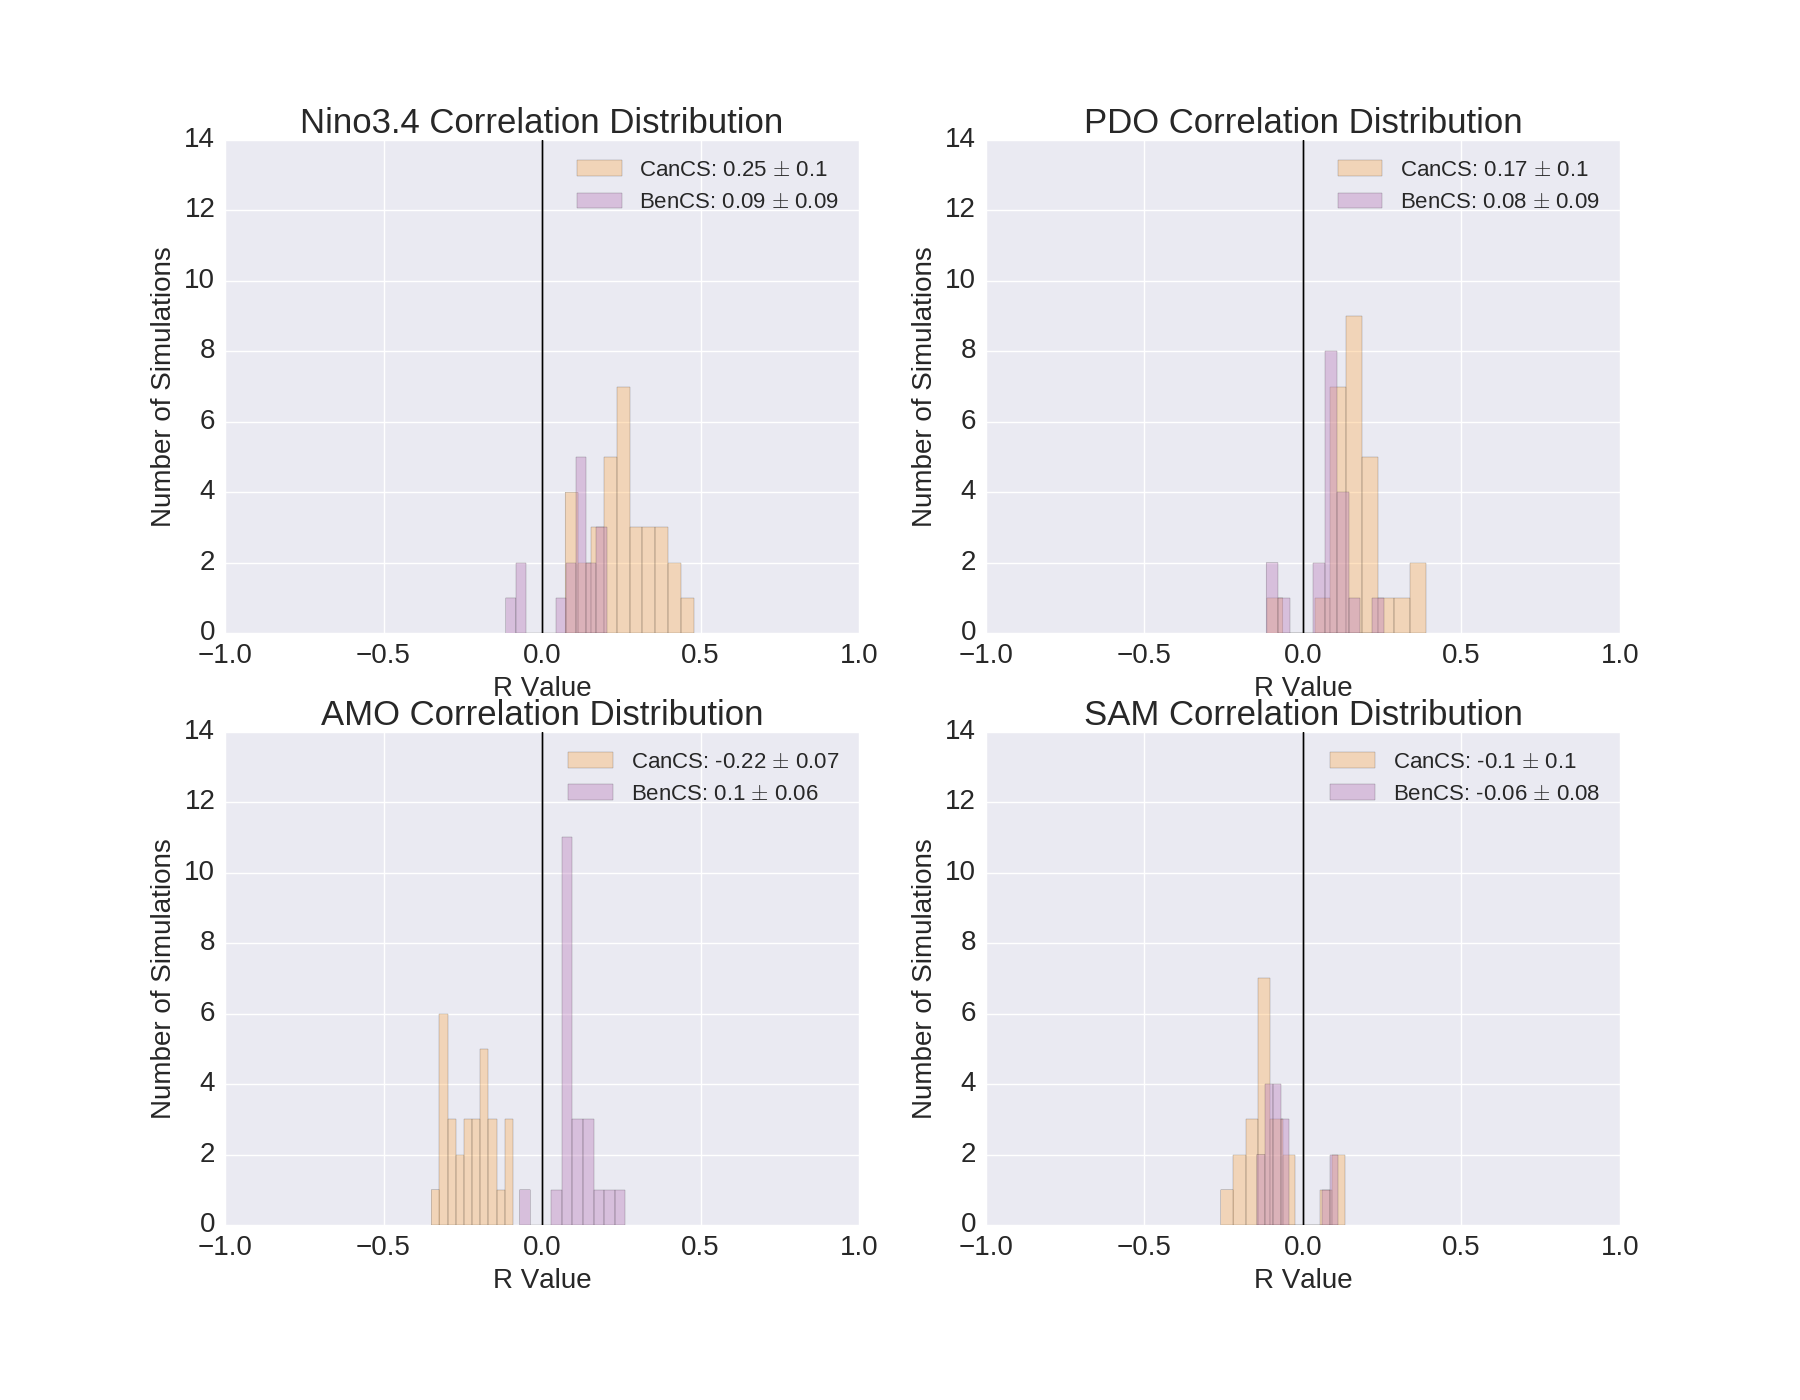 Nino3.4 Correlation Distribution
14
12
10
8
6
4
2
0
Number of Simulations
CanCS: 0.25 ± 0.1
BenCS: 0.09 ± 0.09
−1.0 −0.5 0.0 0.5 1.0
R Value
PDO Correlation Distribution
14
12
10
8
6
4
2
0
Number of Simulations
CanCS: 0.17 ± 0.1
BenCS: 0.08 ± 0.09
−1.0 −0.5 0.0 0.5 1.0
R Value
AMO Correlation Distribution
14
12
10
8
6
4
2
0
Number of Simulations
CanCS: -0.22 ± 0.07
BenCS: 0.1 ± 0.06
−1.0 −0.5 0.0 0.5 1.0
R Value
SAM Correlation Distribution
14
12
10
8
6
4
2
0
Number of Simulations
CanCS: -0.1 ± 0.1
BenCS: -0.06 ± 0.08
−1.0 −0.5 0.0 0.5 1.0
R Value